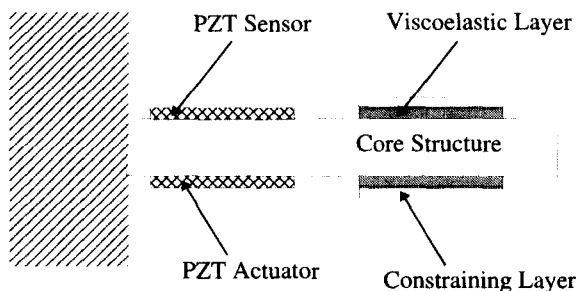 PZT Sensor
Viscoelastic Layer
Core Structure
PZT Actuator
Constraining Layer